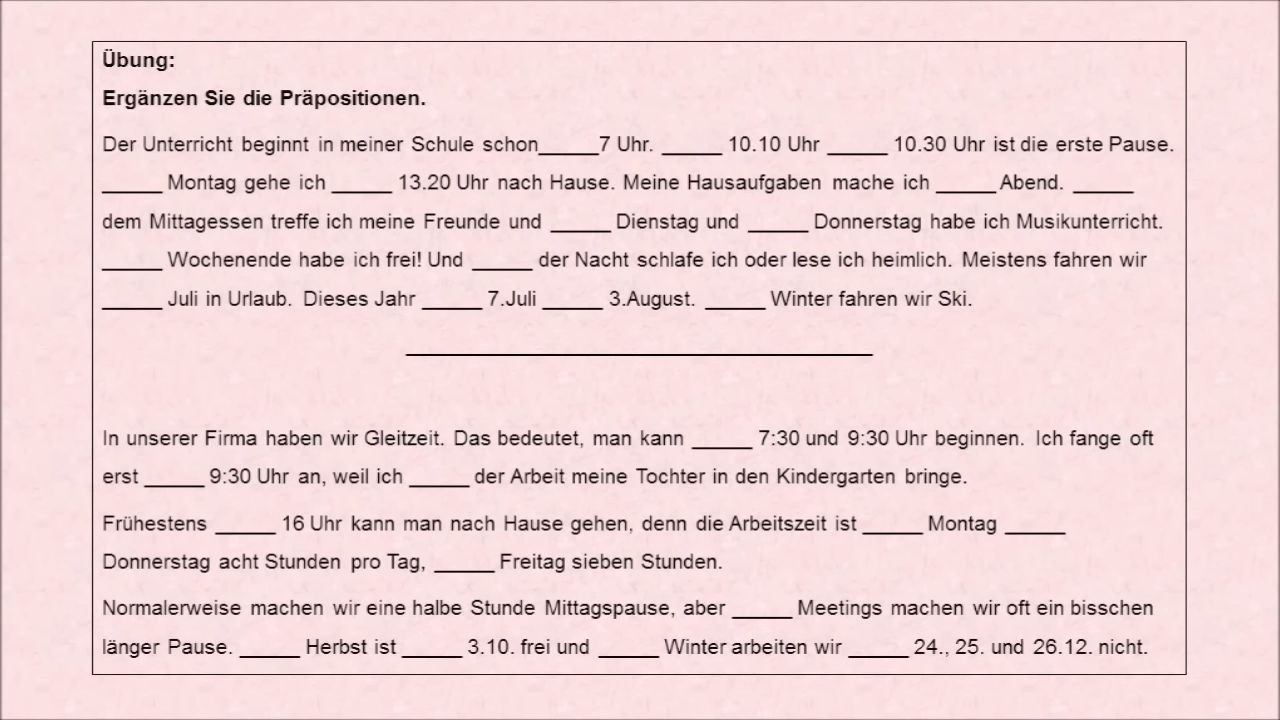 Übung:
Ergänzen Sie die Präpositionen.
Der Unterricht beginnt in meiner Schule schon_____7 Uhr. _____ 10.10 Uhr _____ 10.30 Uhr ist die erste Pause.
_____ Montag gehe ich _____ 13.20 Uhr nach Hause. Meine Hausaufgaben mache ich _____ Abend. _____
dem Mittagessen treffe ich meine Freunde und _____ Dienstag und _____ Donnerstag habe ich Musikunterricht.
_____ Wochenende habe ich frei! Und _____ der Nacht schlafe ich oder lese ich heimlich. Meistens fahren wir
_____ Juli in Urlaub. Dieses Jahr _____ 7.Juli _____ 3.August. _____ Winter fahren wir Ski.
In unserer Firma haben wir Gleitzeit. Das bedeutet, man kann _____ 7:30 und 9:30 Uhr beginnen. Ich fange oft
erst _____ 9:30 Uhr an, weil ich _____ der Arbeit meine Tochter in den Kindergarten bringe.
Frühestens _____ 16 Uhr kann man nach Hause gehen, denn die Arbeitszeit ist _____ Montag _____
Donnerstag acht Stunden pro Tag, _____ Freitag sieben Stunden.
Normalerweise machen wir eine halbe Stunde Mittagspause, aber _____ Meetings machen wir oft ein bisschen
länger Pause. _____ Herbst ist _____ 3.10. frei und _____ Winter arbeiten wir _____ 24., 25. und 26.12. nicht.